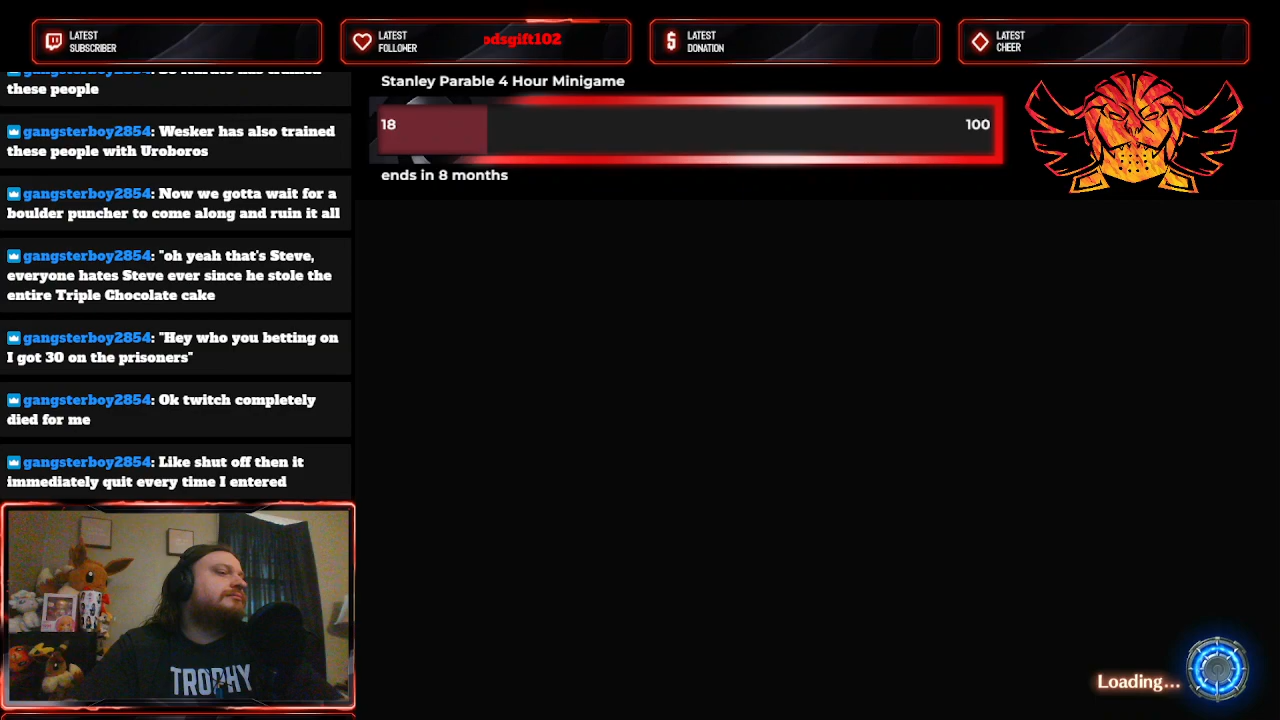 LATEST
SUBSCRIBER
LATEST
FOLLOWER
odsgift102
LATEST
DONATION
LATEST
CHEER
these people
gangsterboy2854: Wesker has also trained
these people with Uroboros
gangsterboy2854: Now we gotta wait for a
boulder puncher to come along and ruin it all
gangsterboy2854: "oh yeah that's Steve,
everyone hates Steve ever since he stole the
entire Triple Chocolate cake
gangsterboy2854: "Hey who you betting on
I got 30 on the prisoners"
gangsterboy2854: Ok twitch completely
died for me
gangsterboy2854: Like shut off then it
immediately quit every time I entered
Stanley Parable 4 Hour Minigame
18
100
ends in 8 months
TROPHY
Loading...